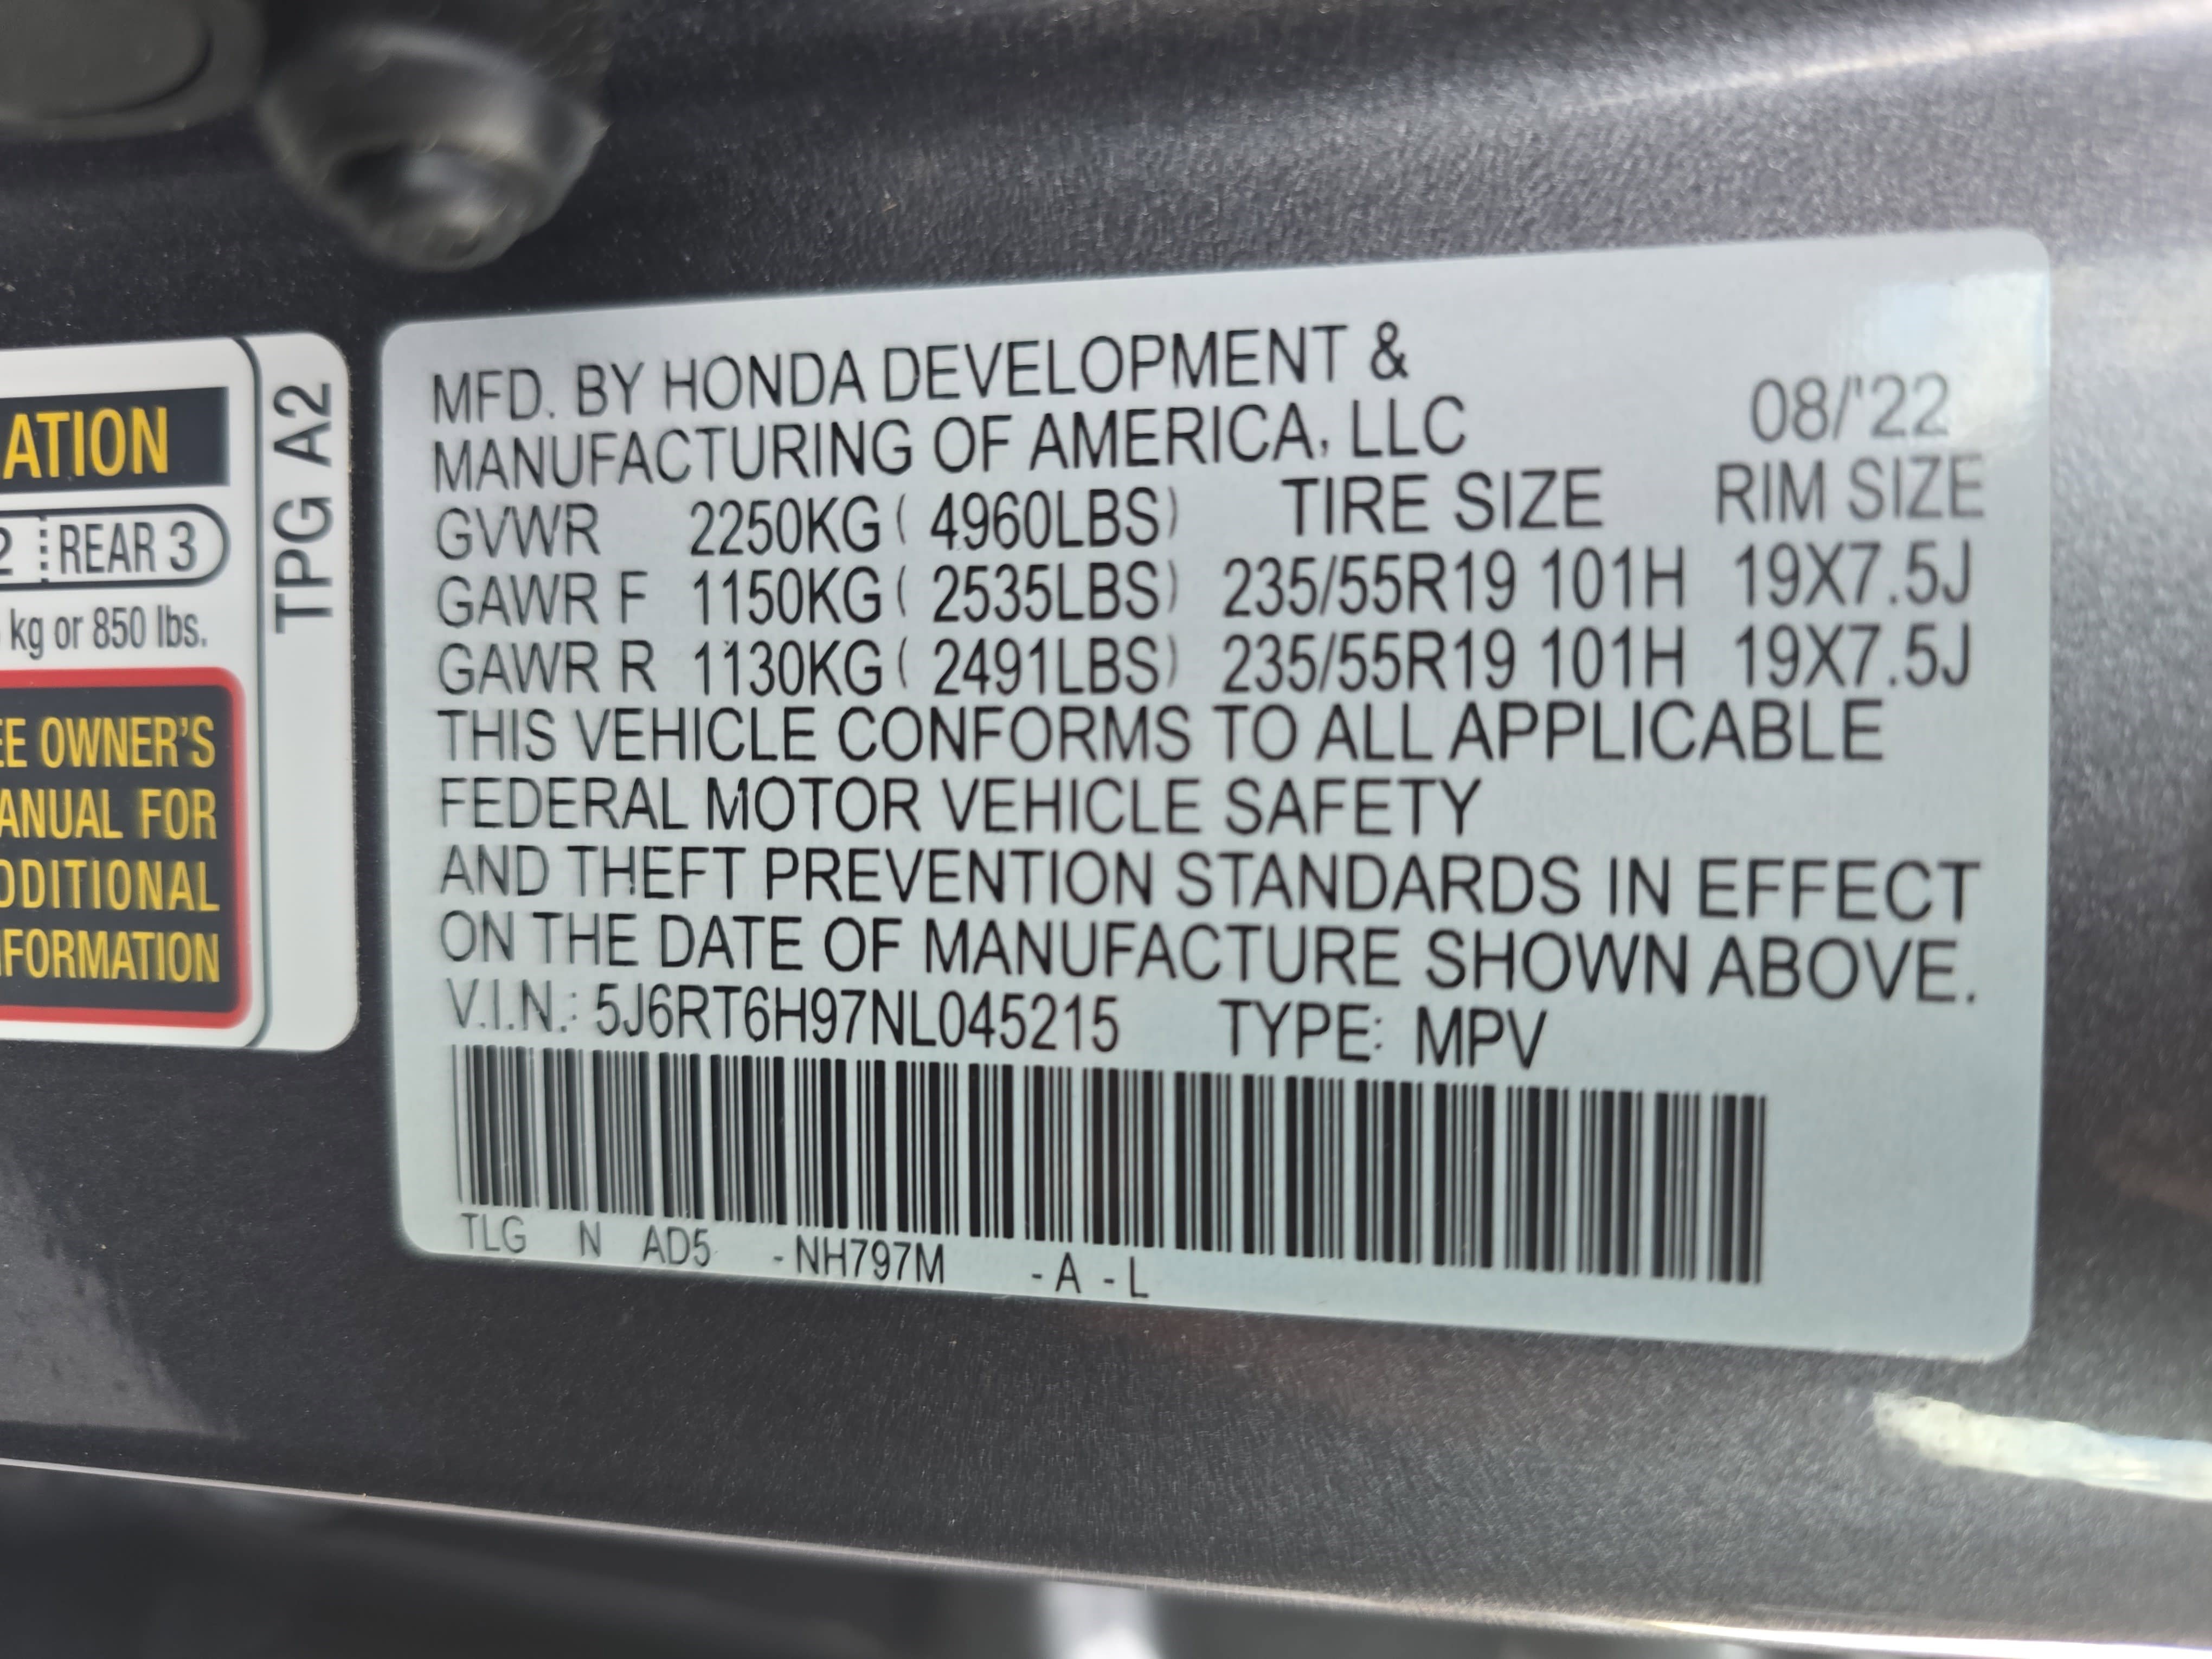 ATION
2 REAR 3
kg or 850 lbs.
EE OWNER'S
ANUAL FOR
DDITIONAL
FORMATION
TPG A2
MFD. BY HONDA DEVELOPMENT &
MANUFACTURING OF AMERICA, LLC 08/'22
GVWR 2250KG ( 4960LBS) TIRE SIZE RIM SIZE
GAWR F 1150KG ( 2535LBS) 235/55R19 101H 19X7.5J
GAWR R 1130KG ( 2491LBS) 235/55R19 101H 19X7.5J
THIS VEHICLE CONFORMS TO ALL APPLICABLE
FEDERAL MOTOR VEHICLE SAFETY
AND THEFT PREVENTION STANDARDS IN EFFECT
ON THE DATE OF MANUFACTURE SHOWN ABOVE.
V.I.N.: 5J6RT6H97NL045215 TYPE: MPV
TLG N AD5 - NH797M - A - L